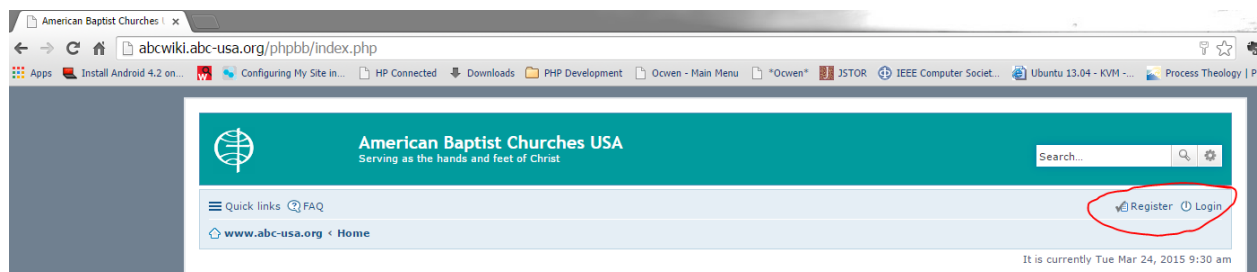 American Baptist Churches
abcwiki.abc-usa.org/phpbb/index.php
Apps Install Android 4.2 on... Configuring My Site in... HP Connected Downloads PHP Development Ocwen - Main Menu *Ocwen* JSTOR IEEE Computer Societ... Ubuntu 13.04 - KVM -... Process Theology | P
American Baptist Churches USA
Serving as the hands and feet of Christ
Search...
Quick links FAQ
Register Login
www.abc-usa.org ‹ Home
It is currently Tue Mar 24, 2015 9:30 am